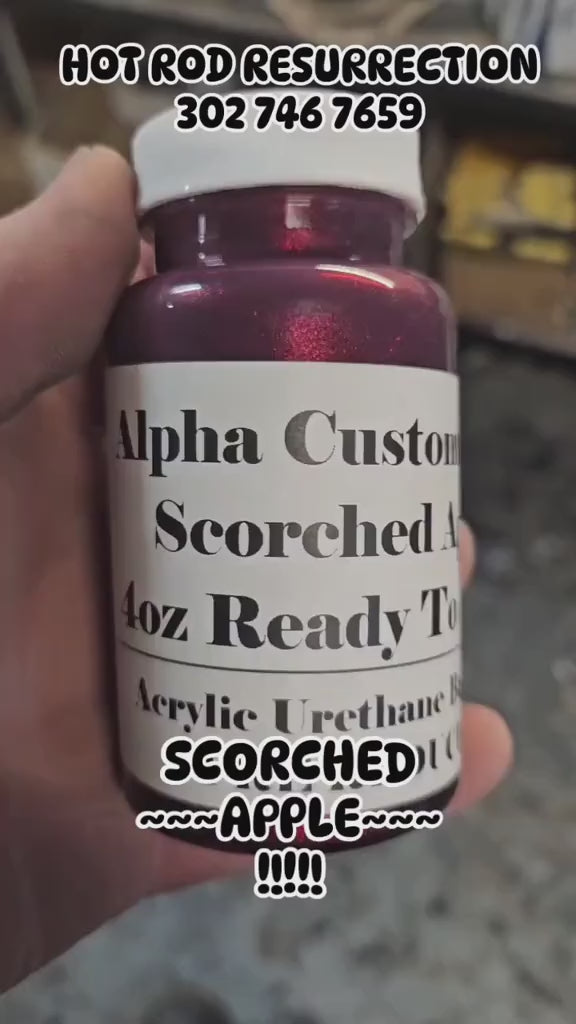 HOT ROD RESURRECTION
302 746 7659
Alpha Custom
Scorched
4oz Ready To
Acrylic Urethane
SCORCHED
~~~APPLE~~~
!!!!!